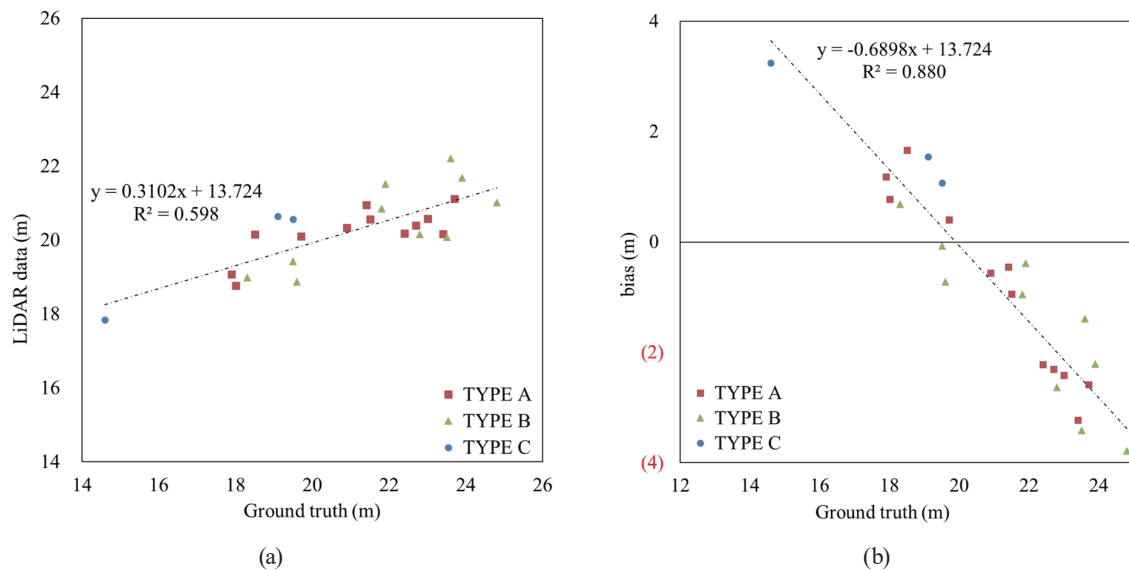 26
24
22
20
18
16
14
LiDAR data (m)
y = 0.3102x + 13.724
R² = 0.598
TYPE A
TYPE B
TYPE C
14 16 18 20 22 24 26
Ground truth (m)
(a)
4
2
0
(2)
(4)
bias (m)
y = -0.6898x + 13.724
R² = 0.880
TYPE A
TYPE B
TYPE C
12 14 16 18 20 22 24
Ground truth (m)
(b)